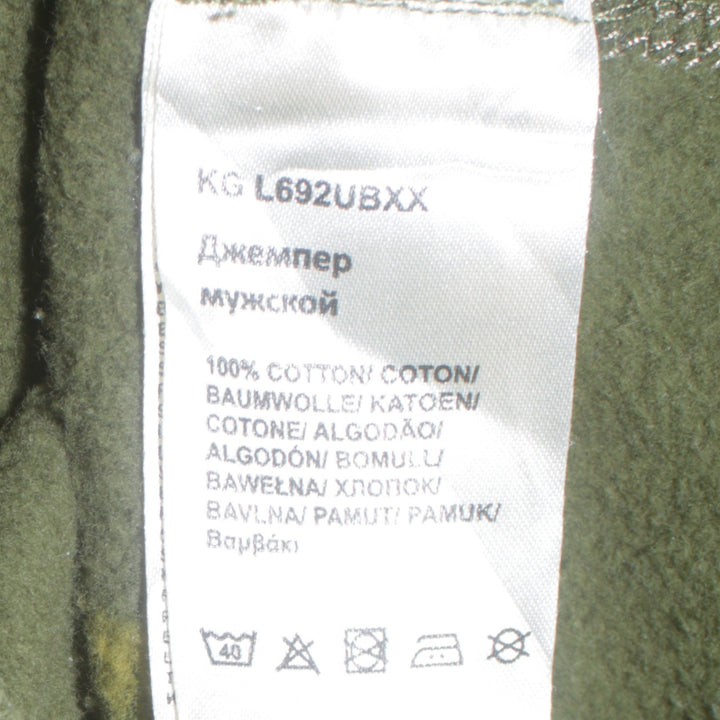 KG L692UBXX
Джемпер
мужской
100% COTTON/ COTON/
BAUMWOLLE/ KATOEN/
COTONE/ ALGODÃO/
ALGODÓN/ BOMULL/
BAWEŁNA/ ХЛОПОК/
BAVLNA/ PAMUT/ PAMUK/
Βαμβάκι
40